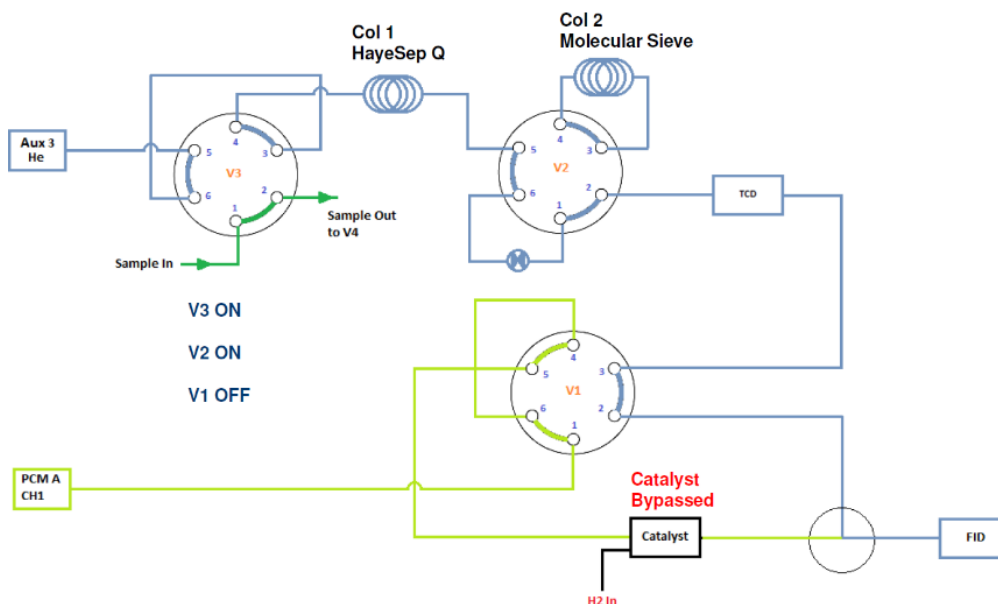 Col 1
HayeSep Q
Col 2
Molecular Sieve
Aux 3
He
4
5
3
V3
2
6
1
Sample Out
to V4
Sample In
4
5
3
V2
2
6
1
TCD
V3 ON
V2 ON
V1 OFF
4
3
5
V1
6
2
1
PCM A
CH1
Catalyst
Bypassed
Catalyst
FID
H2 In